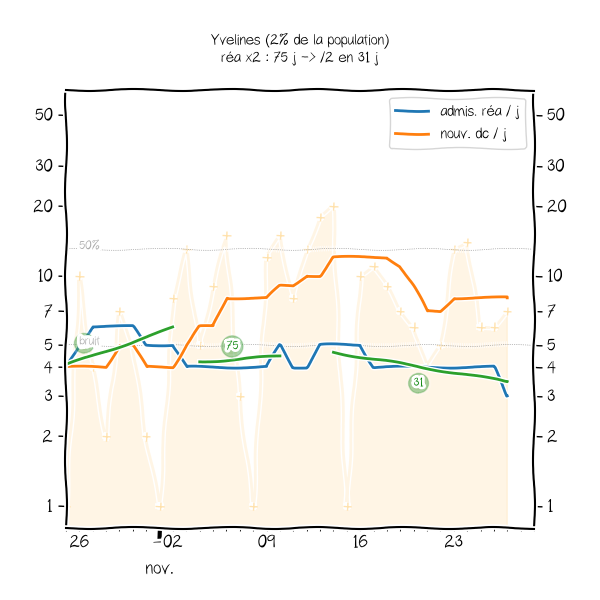 Yvelines (2% de la population)
réa x2 : 75 j -> /2 en 31 j
admis. réa / j
nouv. dc / j
50 50
30 30
20 20
50%
10 10
7 7
bruit
5 5
75
4 4
31
3 3
2 2
1 1
26 02 09 16 23
nov.